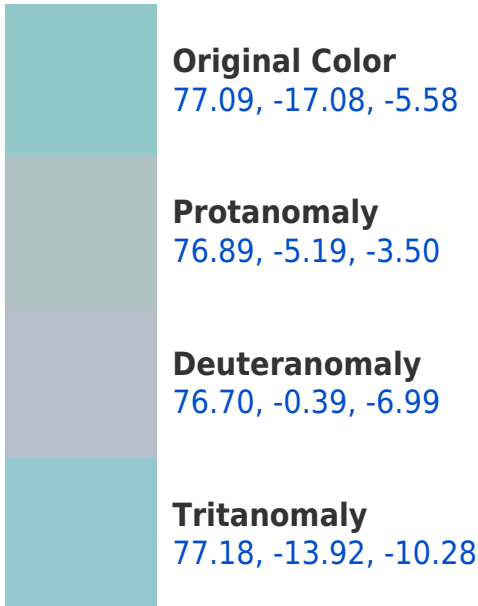 Original Color
77.09, -17.08, -5.58
Protanomaly
76.89, -5.19, -3.50
Deuteranomaly
76.70, -0.39, -6.99
Tritanomaly
77.18, -13.92, -10.28